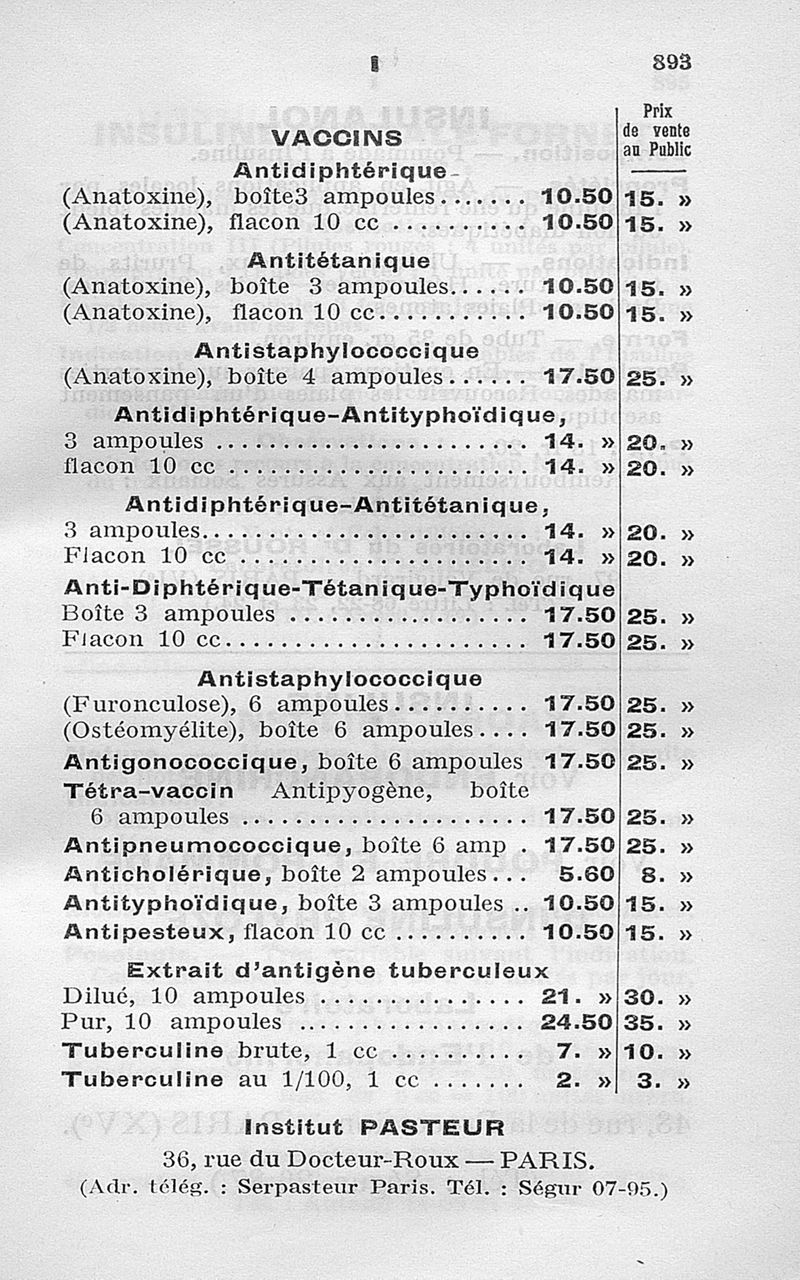 I 893
Prix
de vente
au Public
VACCINS
Antidiphtérique
(Anatoxine), boîte3 ampoules....... 10.50 15. »
(Anatoxine), flacon 10 cc .......... 10.50 15. »
Antitétanique
(Anatoxine), boîte 3 ampoules...... 10.50 15. »
(Anatoxine), flacon 10 cc........... 10.50 15. »
Antistaphylococcique
(Anatoxine), boîte 4 ampoules...... 17.50 25. »
Antidiphtérique-Antityphoïdique,
3 ampoules ....................... 14. » 20. »
flacon 10 cc ...................... 14. » 20. »
Antidiphtérique-Antitétanique,
3 ampoules........................ 14. » 20. »
Flacon 10 cc ..................... 14. » 20. »
Anti-Diphtérique-Tétanique-Typhoïdique
Boîte 3 ampoules .................. 17.50 25. »
Flacon 10 cc....................... 17.50 25. »
Antistaphylococcique
(Furonculose), 6 ampoules.......... 17.50 25. »
(Ostéomyélite), boîte 6 ampoules.... 17.50 25. »
Antigonococcique, boîte 6 ampoules 17.50 25. »
Tétra-vaccin Antipyogène, boîte
6 ampoules ..................... 17.50 25. »
Antipneumococcique, boîte 6 amp . 17.50 25. »
Anticholérique, boîte 2 ampoules... 5.60 8. »
Antityphoïdique, boîte 3 ampoules .. 10.50 15. »
Antipesteux, flacon 10 cc .......... 10.50 15. »
Extrait d'antigène tuberculeux
Dilué, 10 ampoules ................ 21. » 30. »
Pur, 10 ampoules ................. 24.50 35. »
Tuberculine brute, 1 cc ........... 7. » 10. »
Tuberculine au 1/100, 1 cc ....... 2. » 3. »
Institut PASTEUR
36, rue du Docteur-Roux — PARIS.
(Adr. télég. : Serpasteur Paris. Tél. : Ségur 07-95.)